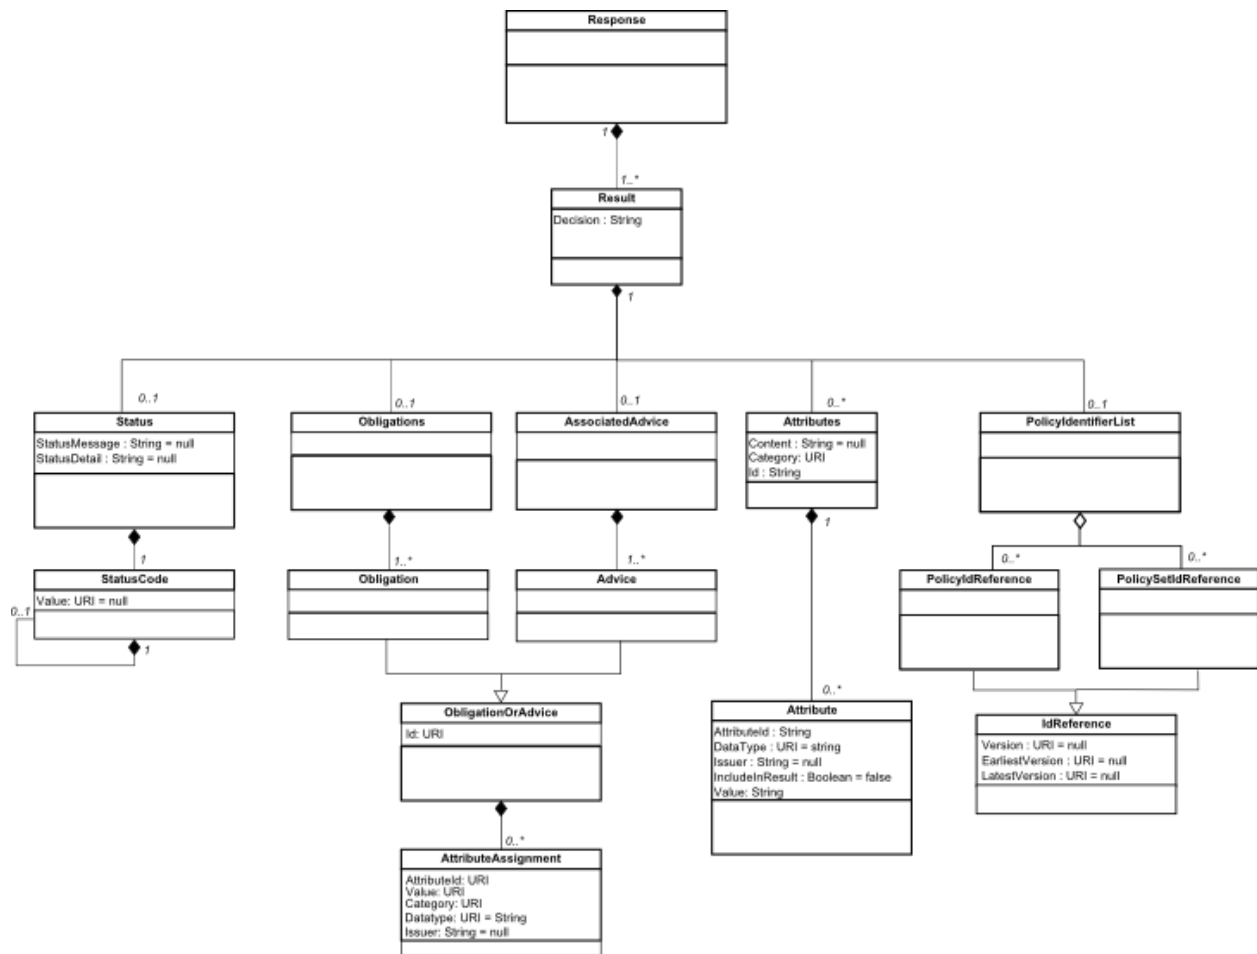 Response
1
1..*
Result
Decision : String
1
0..1
0..1
0..1
0..*
0..1
Status
StatusMessage : String = null
StatusDetail : String = null
Obligations
AssociatedAdvice
Attributes
Content : String = null
Category: URI
Id : String
PolicyIdentifierList
1
1..*
1..*
1
0..*
0..*
StatusCode
Value: URI = null
0..1
1
Obligation
Advice
PolicyIdReference
PolicySetIdReference
ObligationOrAdvice
Id: URI
0..*
Attribute
AttributeId : String
DataType : URI = string
Issuer : String = null
IncludeInResult : Boolean = false
Value: String
IdReference
Version : URI = null
EarliestVersion : URI = null
LatestVersion : URI = null
0..*
AttributeAssignment
AttributeId: URI
Value: URI
Category: URI
Datatype: URI = String
Issuer: String = null